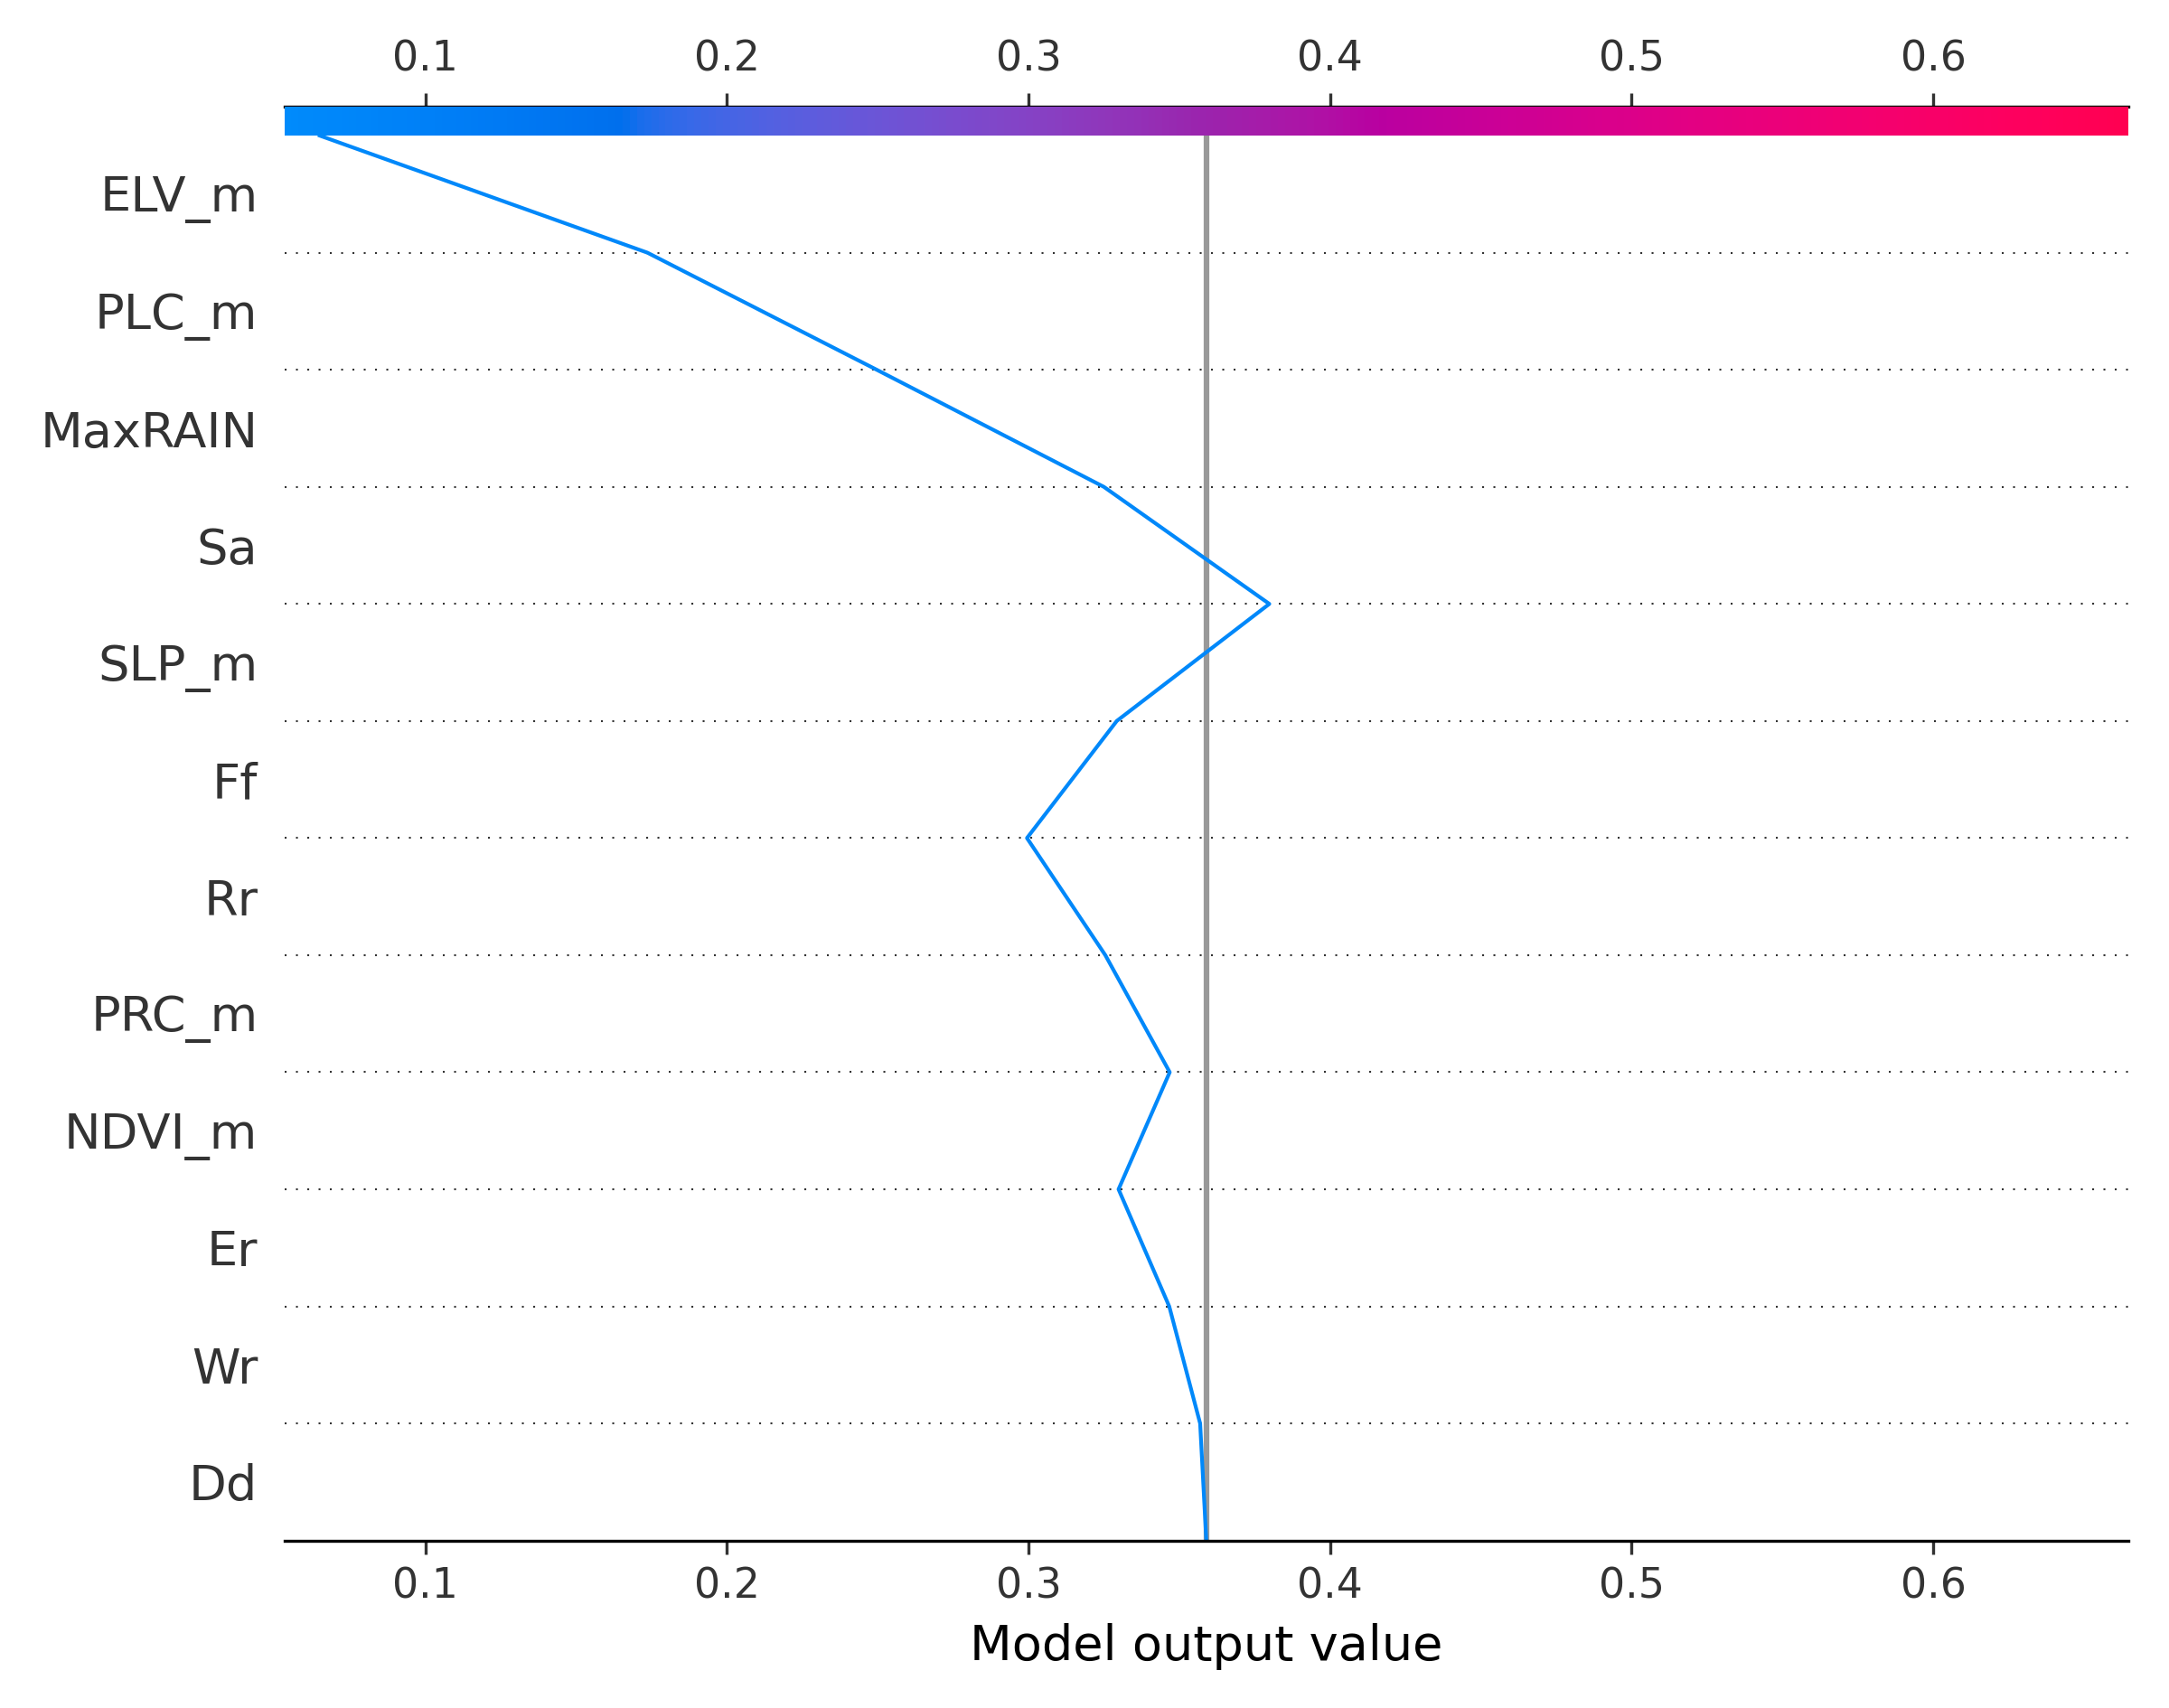 0.1 0.2 0.3 0.4 0.5 0.6
ELV_m
PLC_m
MaxRAIN
Sa
SLP_m
Ff
Rr
PRC_m
NDVI_m
Er
Wr
Dd
0.1 0.2 0.3 0.4 0.5 0.6
Model output value